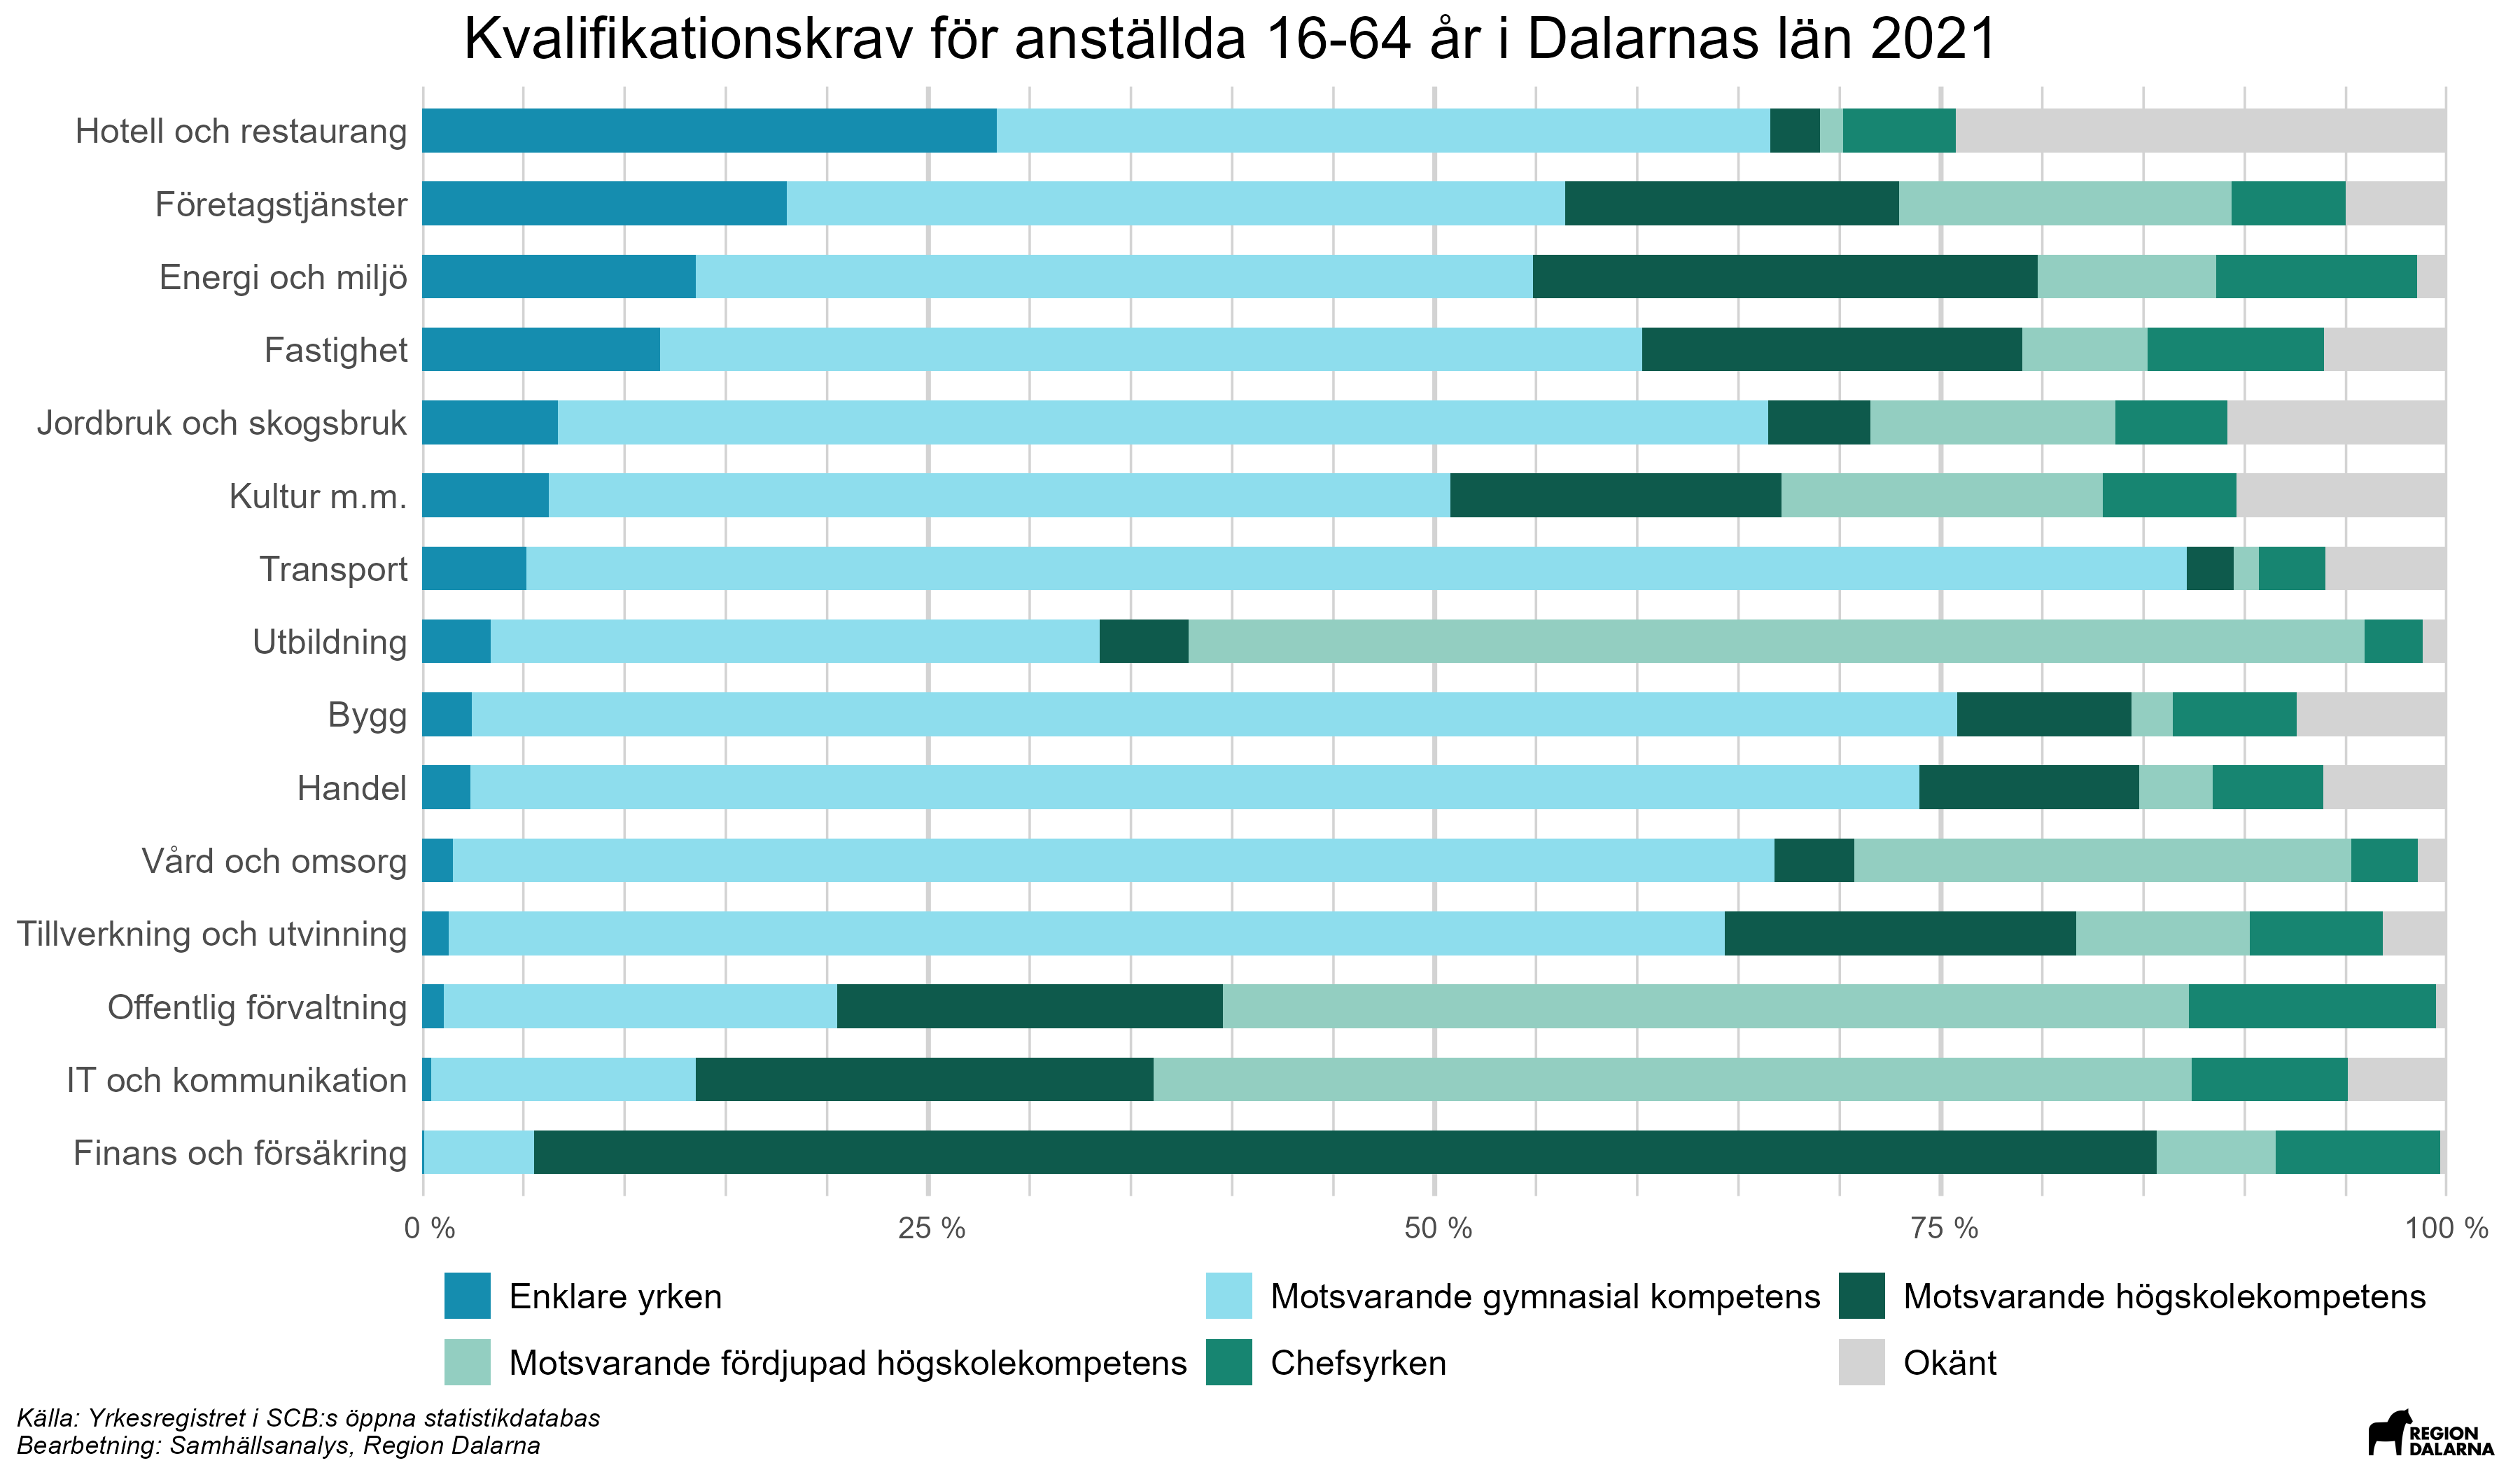 Kvalifikationskrav för anställda 16-64 år i Dalarnas län 2021
Hotell och restaurang
Företagstjänster
Energi och miljö
Fastighet
Jordbruk och skogsbruk
Kultur m.m.
Transport
Utbildning
Bygg
Handel
Vård och omsorg
Tillverkning och utvinning
Offentlig förvaltning
IT och kommunikation
Finans och försäkring
0 % 25 % 50 % 75 % 100 %
Enklare yrken Motsvarande gymnasial kompetens Motsvarande högskolekompetens
Motsvarande fördjupad högskolekompetens Chefsyrken Okänt
Källa: Yrkesregistret i SCB:s öppna statistikdatabas
Bearbetning: Samhällsanalys, Region Dalarna
REGION
DALARNA